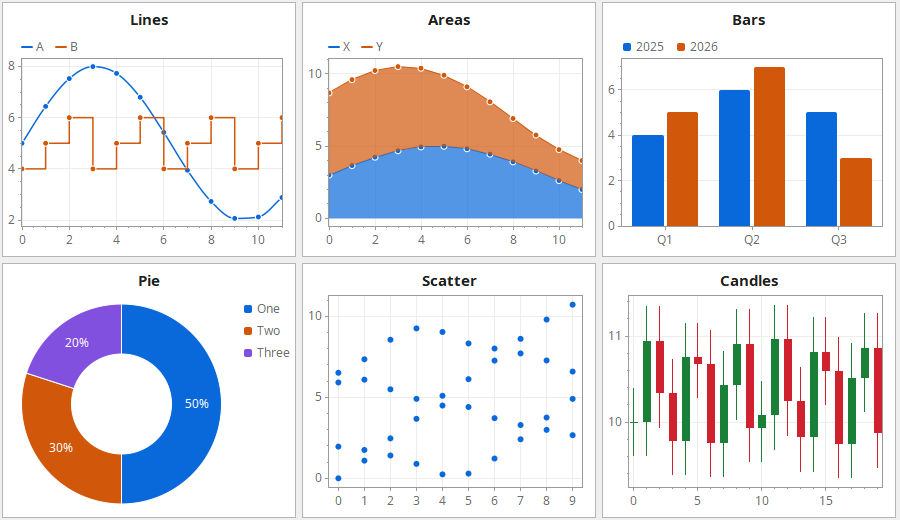 Lines
A B
8
6
4
2
0 2 4 6 8 10
Areas
X Y
10
5
0
0 2 4 6 8 10
Bars
2025 2026
6
4
2
0
Q1 Q2 Q3
Pie
One
Two
Three
20%
50%
30%
Scatter
10
5
0
0 1 2 3 4 5 6 7 8 9
Candles
11
10
0 5 10 15